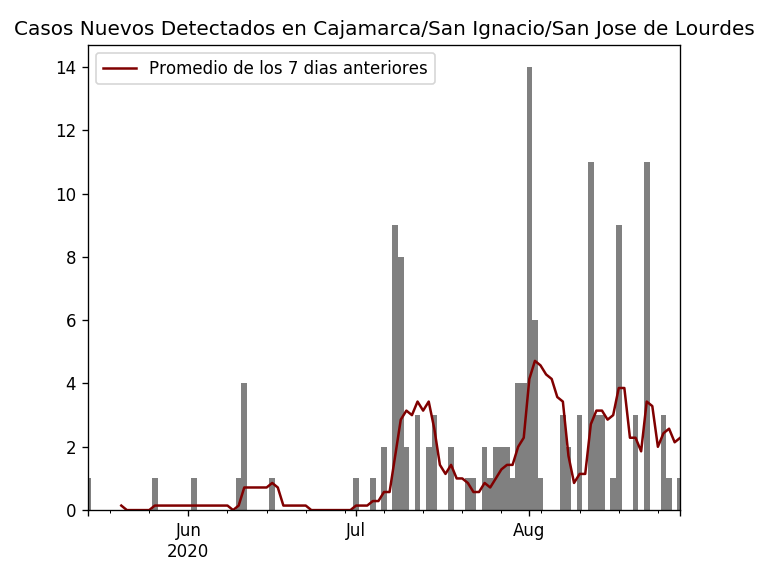 Casos Nuevos Detectados en Cajamarca/San Ignacio/San Jose de Lourdes
Promedio de los 7 dias anteriores
14
12
10
8
6
4
2
0
Jun
2020
Jul
Aug